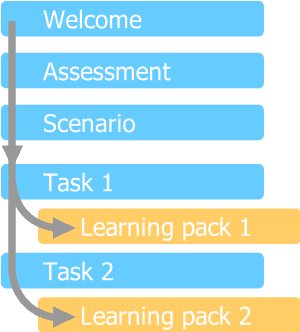 Welcome
Assessment
Scenario
Task 1
Learning pack 1
Task 2
Learning pack 2